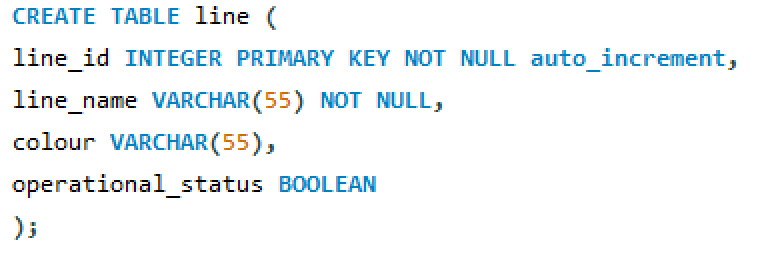 CREATE TABLE line (
line_id INTEGER PRIMARY KEY NOT NULL auto_increment,
line_name VARCHAR(55) NOT NULL,
colour VARCHAR(55),
operational_status BOOLEAN
);